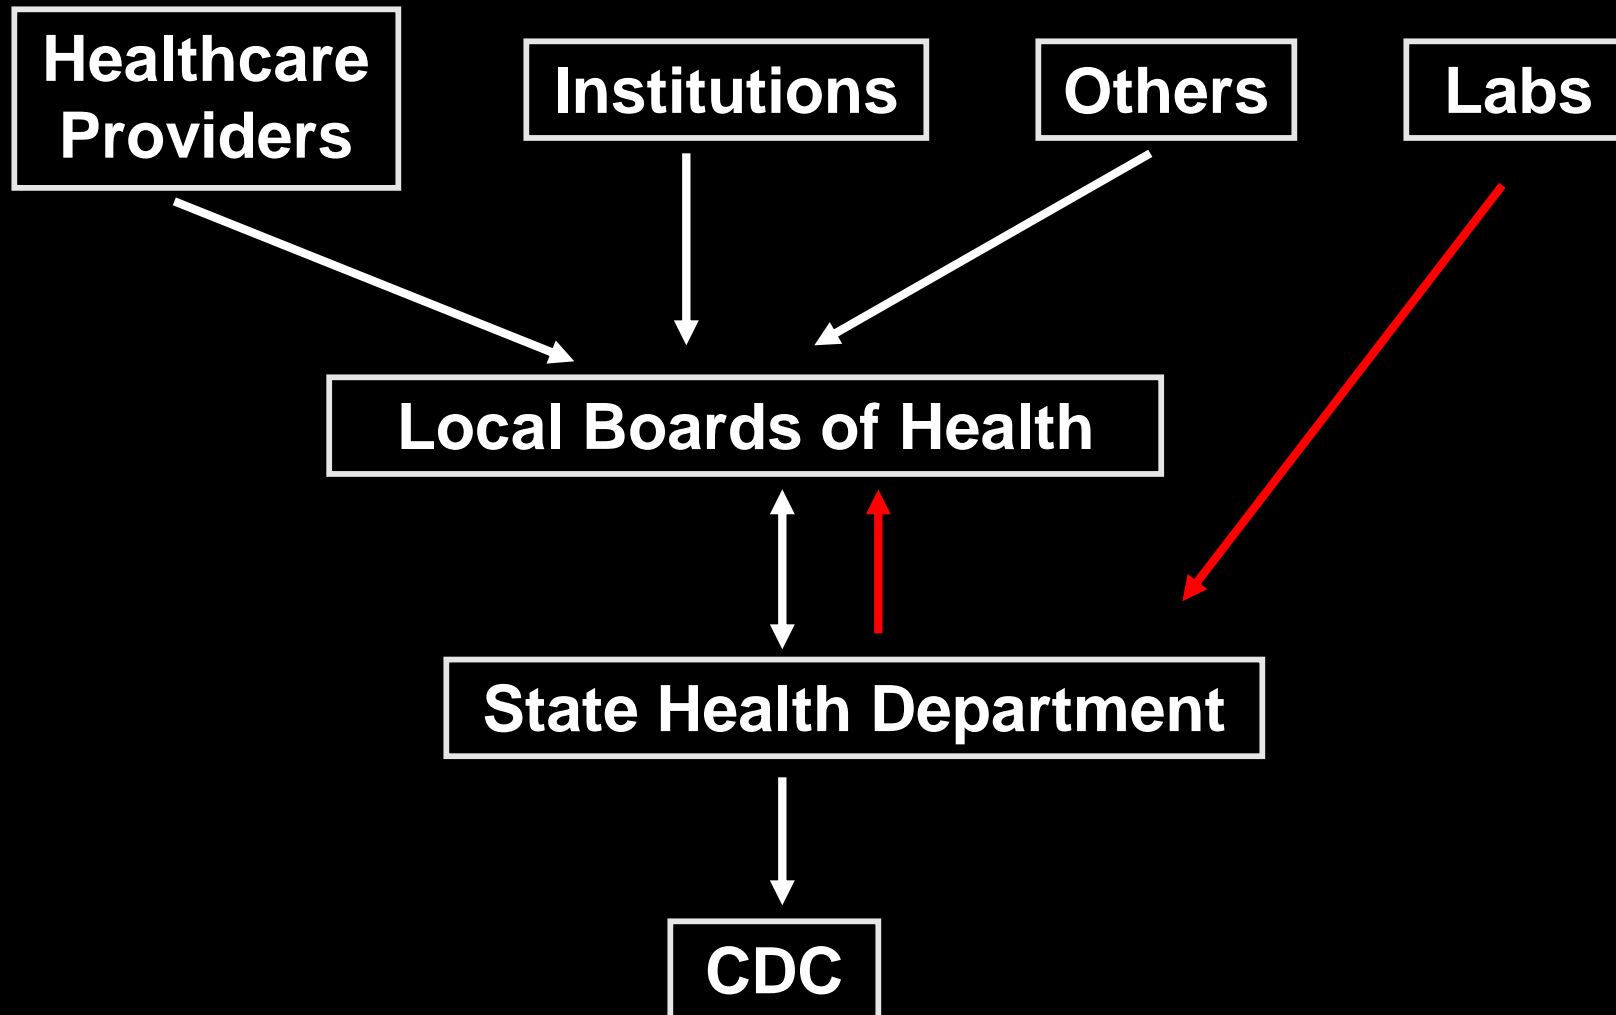 Healthcare
Providers
Institutions
Others
Labs
Local Boards of Health
State Health Department
CDC